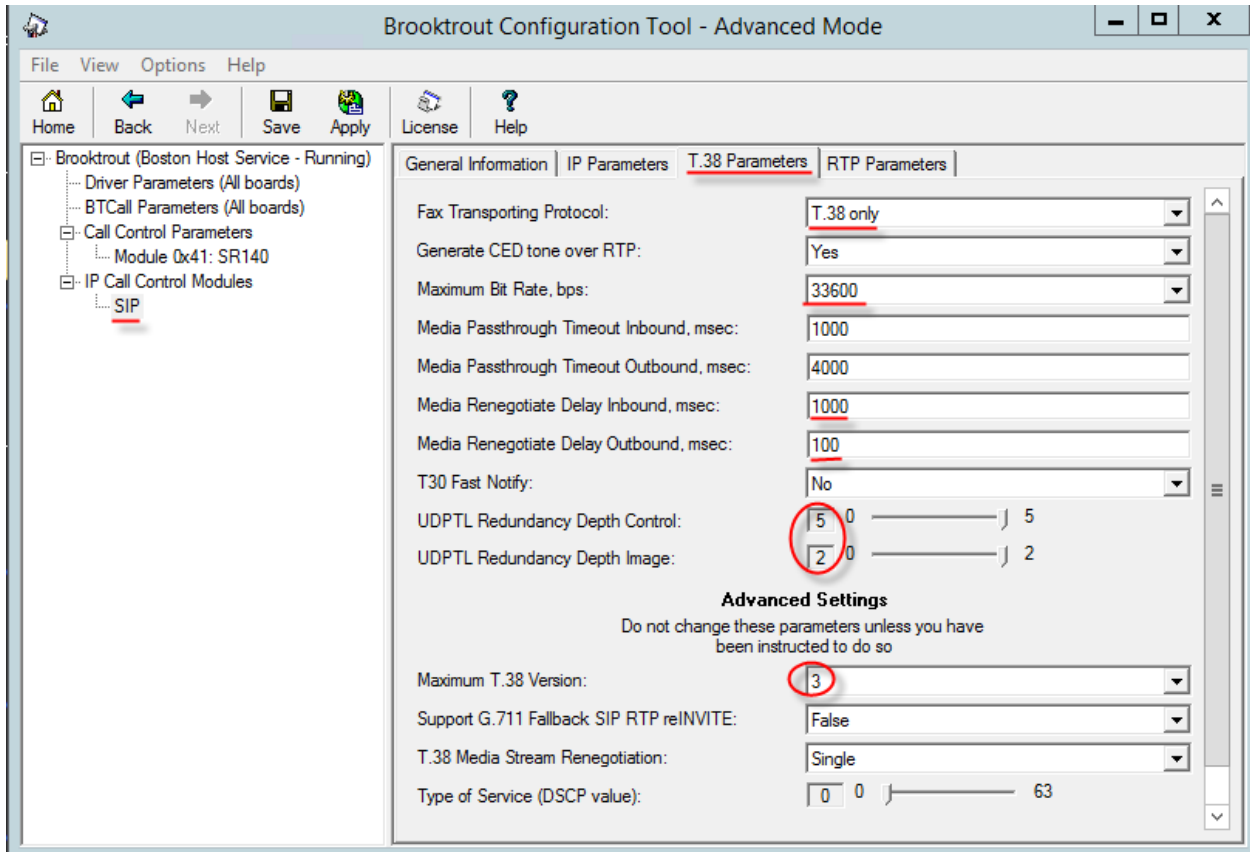 Brooktrout Configuration Tool - Advanced Mode
File View Options Help
Home Back Next Save Apply License Help
Brooktrout (Boston Host Service - Running)
Driver Parameters (All boards)
BTCall Parameters (All boards)
Call Control Parameters
Module 0x41: SR140
IP Call Control Modules
SIP
General Information IP Parameters T.38 Parameters RTP Parameters
Fax Transporting Protocol: T.38 only
Generate CED tone over RTP: Yes
Maximum Bit Rate, bps: 33600
Media Passthrough Timeout Inbound, msec: 1000
Media Passthrough Timeout Outbound, msec: 4000
Media Renegotiate Delay Inbound, msec: 1000
Media Renegotiate Delay Outbound, msec: 100
T30 Fast Notify: No
UDPTL Redundancy Depth Control: 5 0 5
UDPTL Redundancy Depth Image: 2 0 2
Advanced Settings
Do not change these parameters unless you have
been instructed to do so
Maximum T.38 Version: 3
Support G.711 Fallback SIP RTP reINVITE: False
T.38 Media Stream Renegotiation: Single
Type of Service (DSCP value): 0 0 63